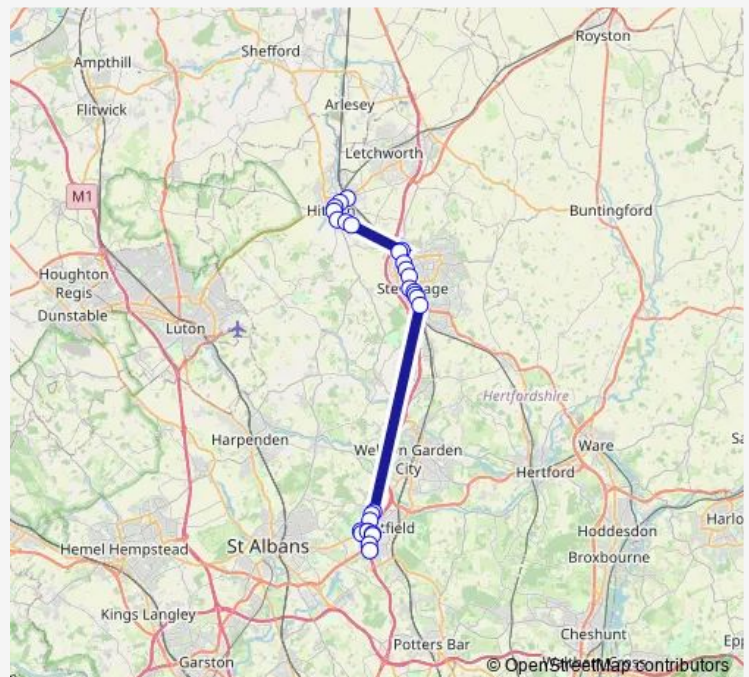 Royston
Shefford
Ampthill
Flitwick
Arlesey
Letchworth
M1
Buntingford
Houghton
Regis
Dunstable
Luton
Hertfordshire
Harpenden
City
Ware
Hertford
Hoddesdon
Broxbourne
St Albans
Hemel Hempstead
Kings Langley
Cheshunt
Potters Bar
Garston
© OpenStreetMap contributors